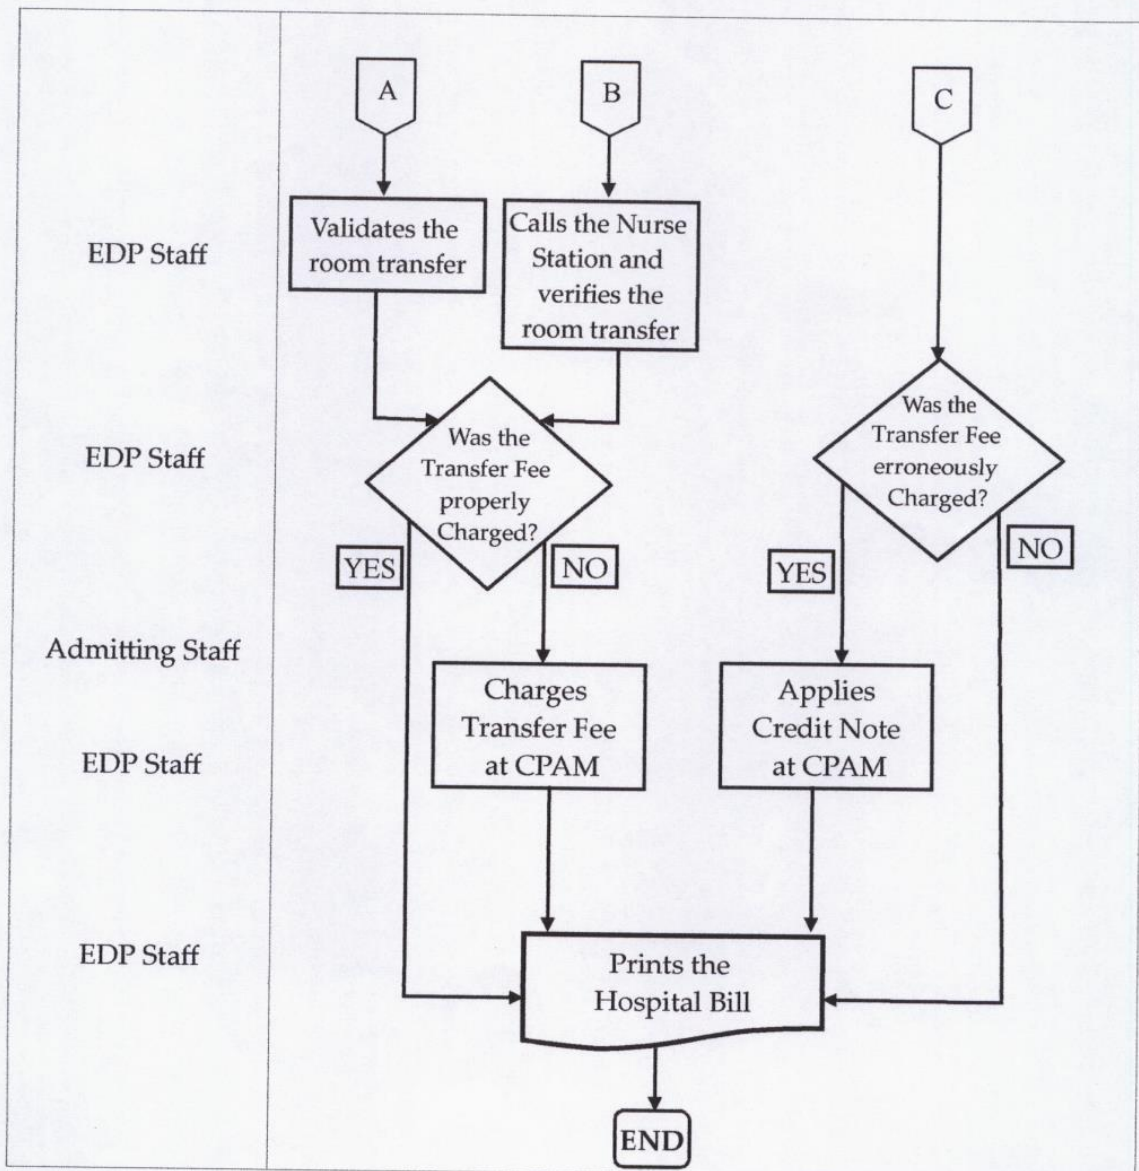 A
B
C
EDP Staff
Validates the
room transfer
Calls the Nurse
Station and
verifies the
room transfer
EDP Staff
Was the
Transfer Fee
properly
Charged?
Was the
Transfer Fee
erroneously
Charged?
YES
NO
YES
NO
Admitting Staff
EDP Staff
Charges
Transfer Fee
at CPAM
Applies
Credit Note
at CPAM
EDP Staff
Prints the
Hospital Bill
END